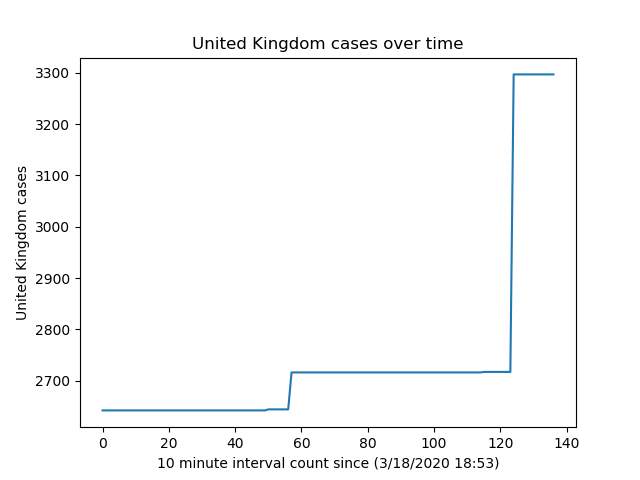 United Kingdom cases over time
United Kingdom cases
3300
3200
3100
3000
2900
2800
2700
0 20 40 60 80 100 120 140
10 minute interval count since (3/18/2020 18:53)